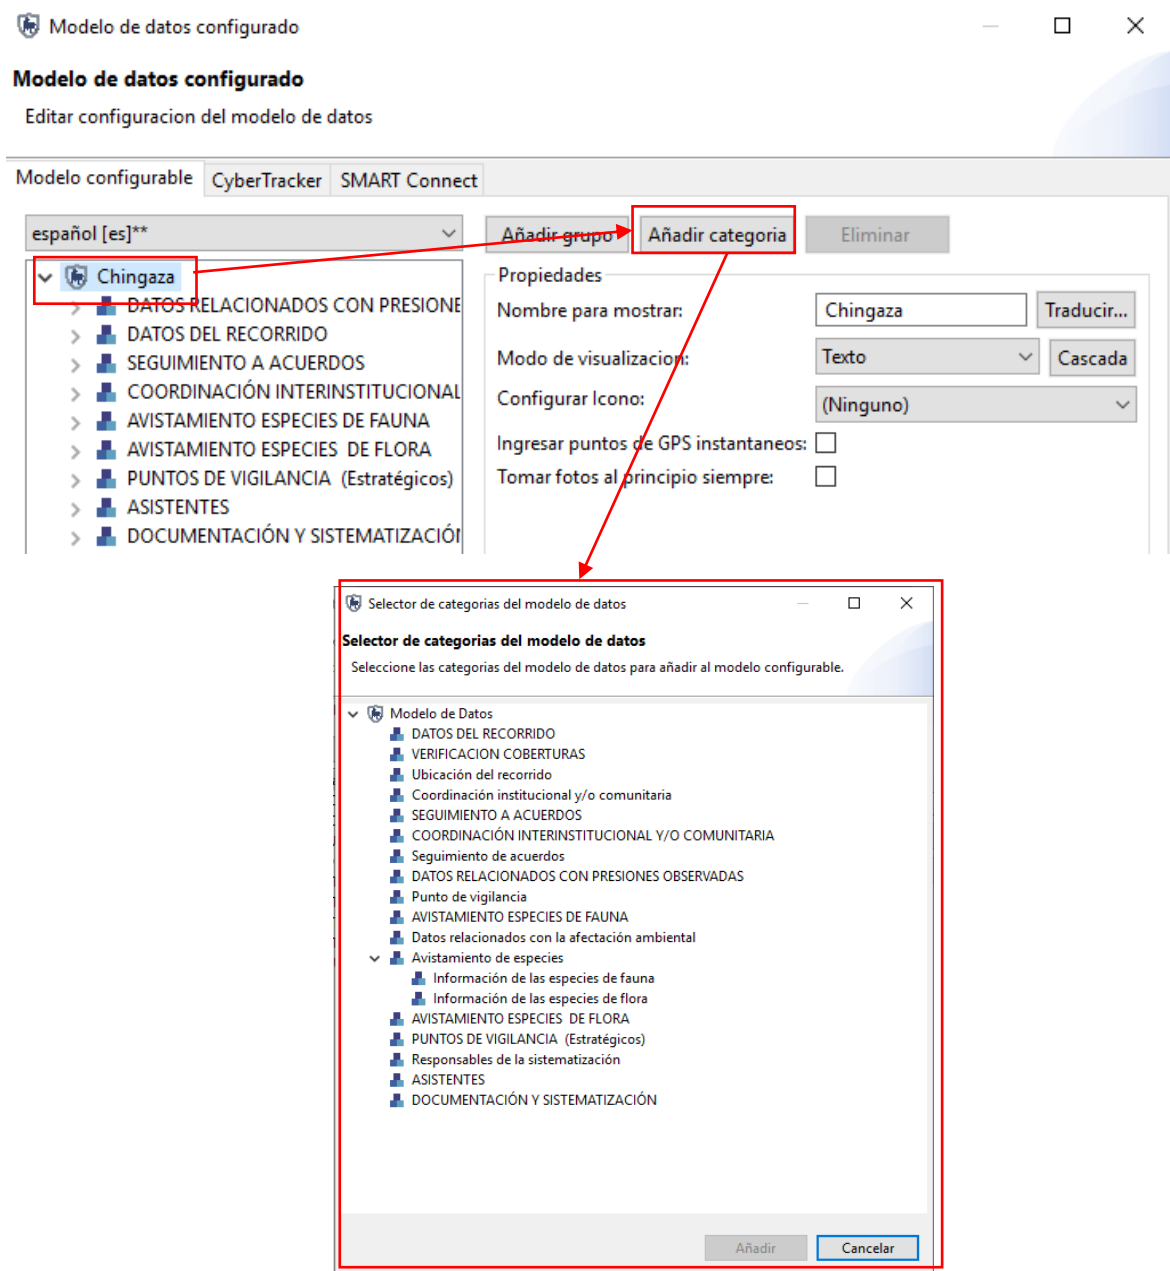 Modelo de datos configurado
Modelo de datos configurado
Editar configuracion del modelo de datos
Modelo configurable
CyberTracker
SMART Connect
español [es]**
Añadir grupo
Añadir categoria
Eliminar
Chingaza
DATOS RELACIONADOS CON PRESIONE
DATOS DEL RECORRIDO
SEGUIMIENTO A ACUERDOS
COORDINACIÓN INTERINSTITUCIONAL
AVISTAMIENTO ESPECIES DE FAUNA
AVISTAMIENTO ESPECIES  DE FLORA
PUNTOS DE VIGILANCIA  (Estratégicos)
ASISTENTES
DOCUMENTACIÓN Y SISTEMATIZACIÓ
Propiedades
Nombre para mostrar:
Chingaza
Traducir...
Modo de visualizacion:
Texto
Cascada
Configurar Icono:
(Ninguno)
Ingresar puntos de GPS instantaneos:
Tomar fotos al principio siempre:
Selector de categorias del modelo de datos
Selector de categorias del modelo de datos
Seleccione las categorias del modelo de datos para añadir al modelo configurable.
Modelo de Datos
DATOS DEL RECORRIDO
VERIFICACION COBERTURAS
Ubicación del recorrido
Coordinación institucional y/o comunitaria
SEGUIMIENTO A ACUERDOS
COORDINACIÓN INTERINSTITUCIONAL Y/O COMUNITARIA
Seguimiento de acuerdos
DATOS RELACIONADOS CON PRESIONES OBSERVADAS
Punto de vigilancia
AVISTAMIENTO ESPECIES DE FAUNA
Datos relacionados con la afectación ambiental
Avistamiento de especies
Información de las especies de fauna
Información de las especies de flora
AVISTAMIENTO ESPECIES  DE FLORA
PUNTOS DE VIGILANCIA  (Estratégicos)
Responsables de la sistematización
ASISTENTES
DOCUMENTACIÓN Y SISTEMATIZACIÓN
Añadir
Cancelar